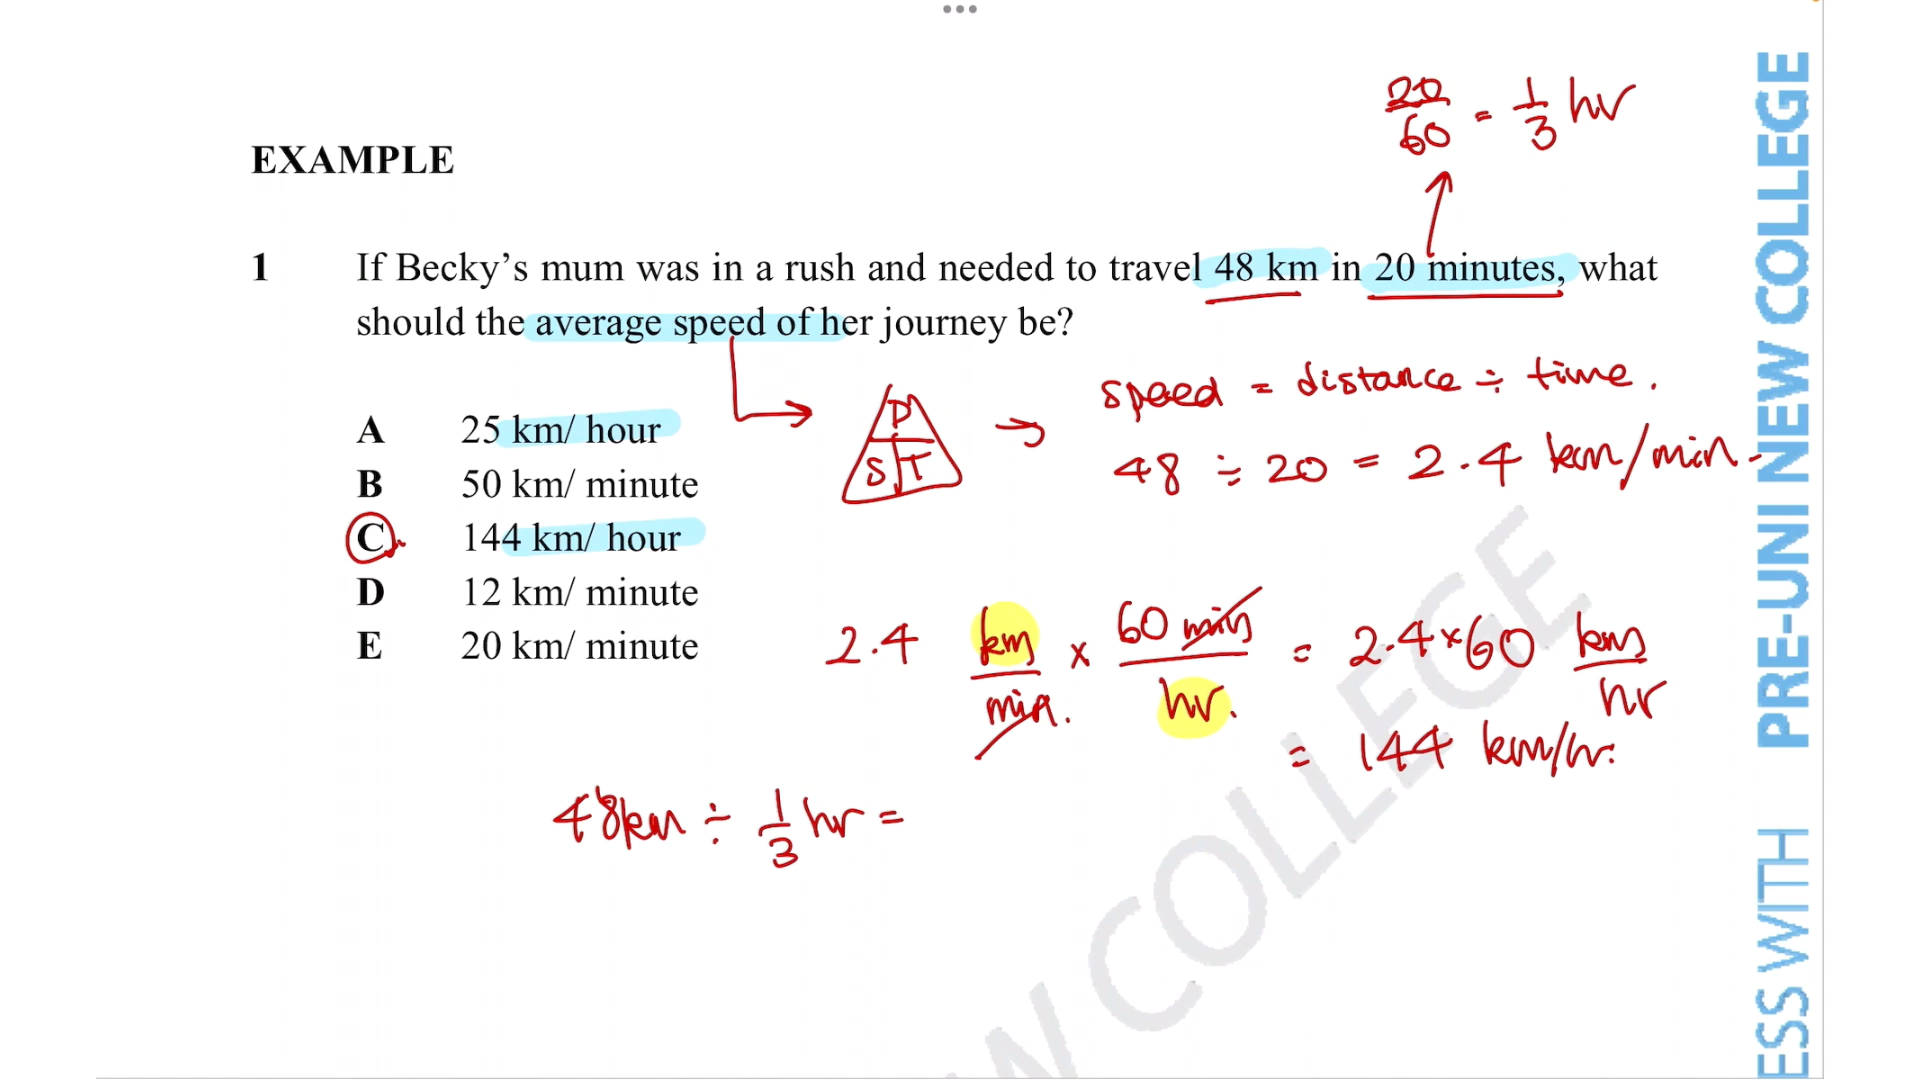 20/60 = 1/3 hr
EXAMPLE
1 If Becky's mum was in a rush and needed to travel 48 km in 20 minutes, what
should the average speed of her journey be?
speed = distance ÷ time.
D
S T
A 25 km/ hour
48 ÷ 20 = 2.4 km/min.
B 50 km/ minute
C 144 km/ hour
D 12 km/ minute
E 20 km/ minute
2.4 km/min. × 60 min/hr. = 2.4×60 km/hr
= 144 km/hr.
48km ÷ 1/3 hr =
W COLLEGE
ESS WITH PRE-UNI NEW COLLEGE